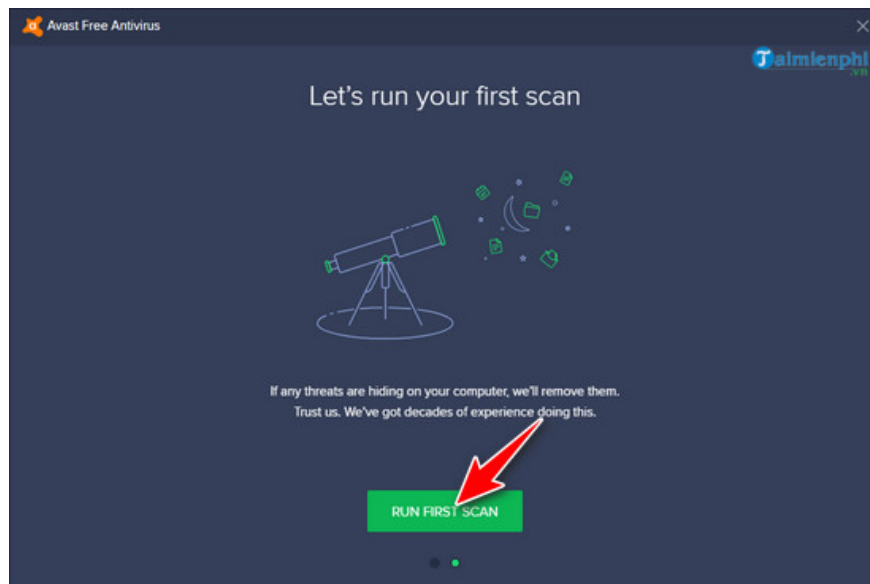 Avast Free Antivirus
Taimienphi
.vn
Let's run your first scan
If any threats are hiding on your computer, we'll remove them.
Trust us. We've got decades of experience doing this.
RUN FIRST SCAN